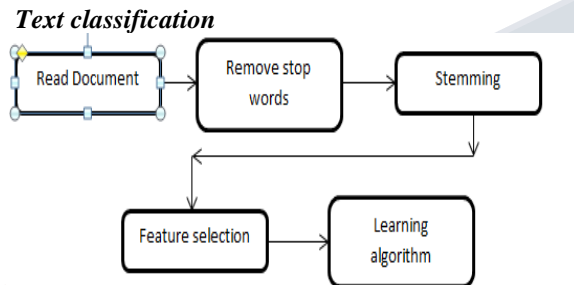 Text classification
Read Document
Remove stop
words
Stemming
Feature selection
Learning
algorithm